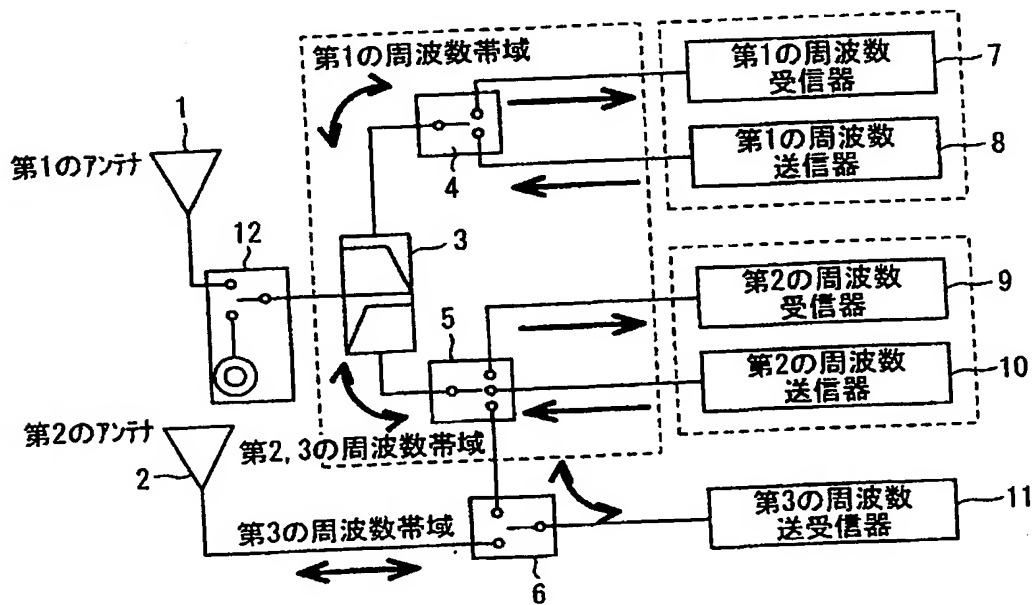 第1の周波数帯域
第1の周波数
受信器
7
第1の周波数
送信器
8
4
1
第1のアンテナ
12
3
第2の周波数
受信器
9
5
第2の周波数
送信器
10
第2のアンテナ
2
第2,3の周波数帯域
第3の周波数帯域
第3の周波数
送受信器
11
6